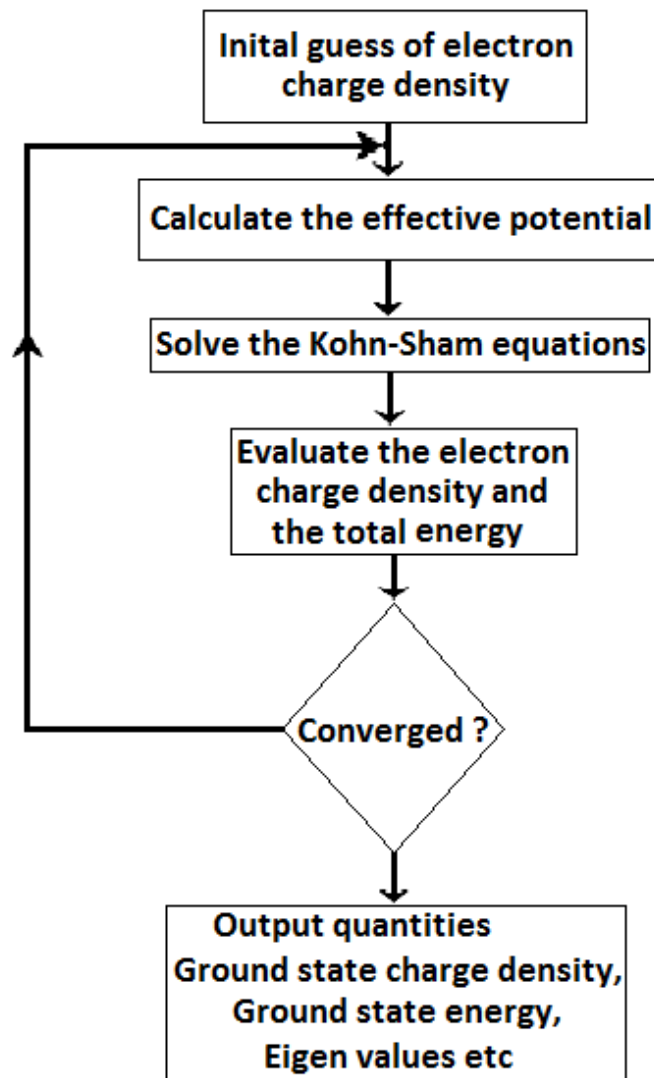 Inital guess of electron
charge density
Calculate the effective potential
Solve the Kohn-Sham equations
Evaluate the electron
charge density and
the total energy
Converged ?
Output quantities
Ground state charge density,
Ground state energy,
Eigen values etc